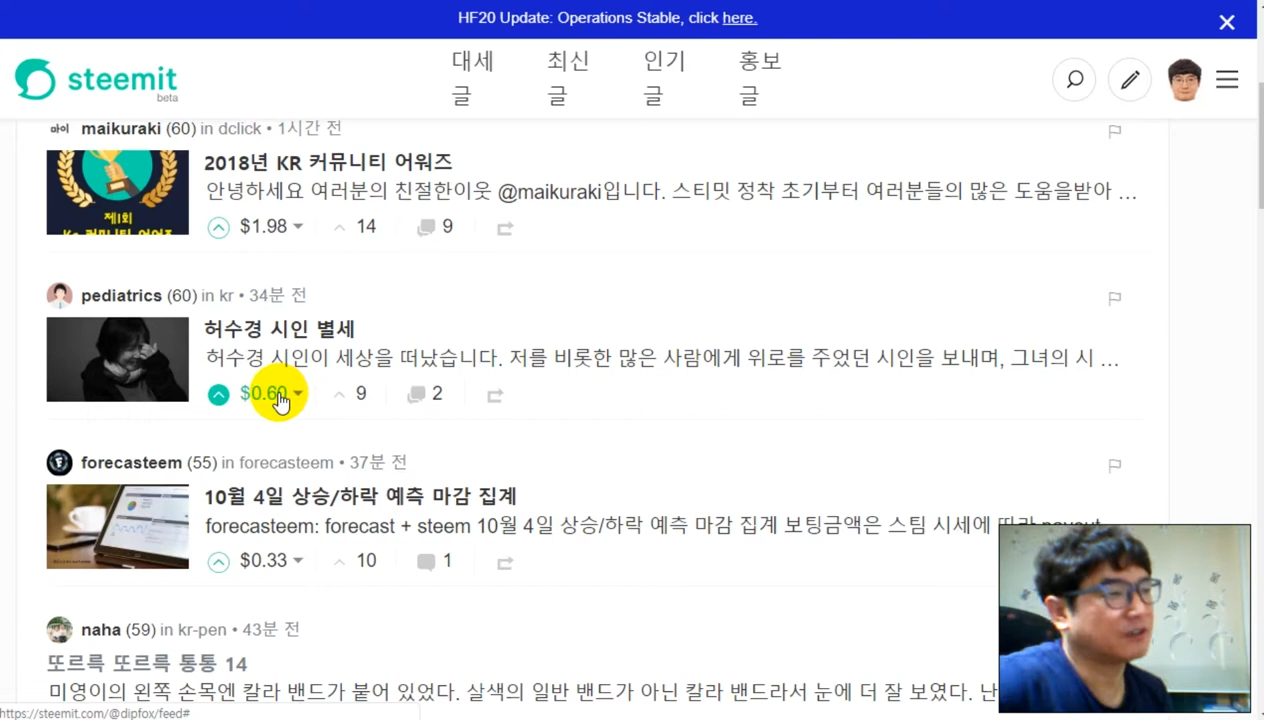 HF20 Update: Operations Stable, click here.
steemit
beta
대세글
최신글
인기글
홍보글
마이 maikuraki (60) in dclick • 1시간 전
2018년 KR 커뮤니티 어워즈
안녕하세요 여러분의 친절한이웃 @maikuraki입니다. 스티밋 정착 초기부터 여러분들의 많은 도움을받아 ...
제1회
$1.98 14 9
pediatrics (60) in kr • 34분 전
허수경 시인 별세
허수경 시인이 세상을 떠났습니다. 저를 비롯한 많은 사람에게 위로를 주었던 시인을 보내며, 그녀의 시 ...
$0.60 9 2
forecasteem (55) in forecasteem • 37분 전
10월 4일 상승/하락 예측 마감 집계
forecasteem: forecast + steem 10월 4일 상승/하락 예측 마감 집계 보팅금액은 스팀 시세에 따라 payout
$0.33 10 1
naha (59) in kr-pen • 43분 전
또르륵 또르륵 통통 14
미영이의 왼쪽 손목엔 칼라 밴드가 붙어 있었다. 살색의 일반 밴드가 아닌 칼라 밴드라서 눈에 더 잘 보였다. 난
https://steemit.com/@dipfox/feed#